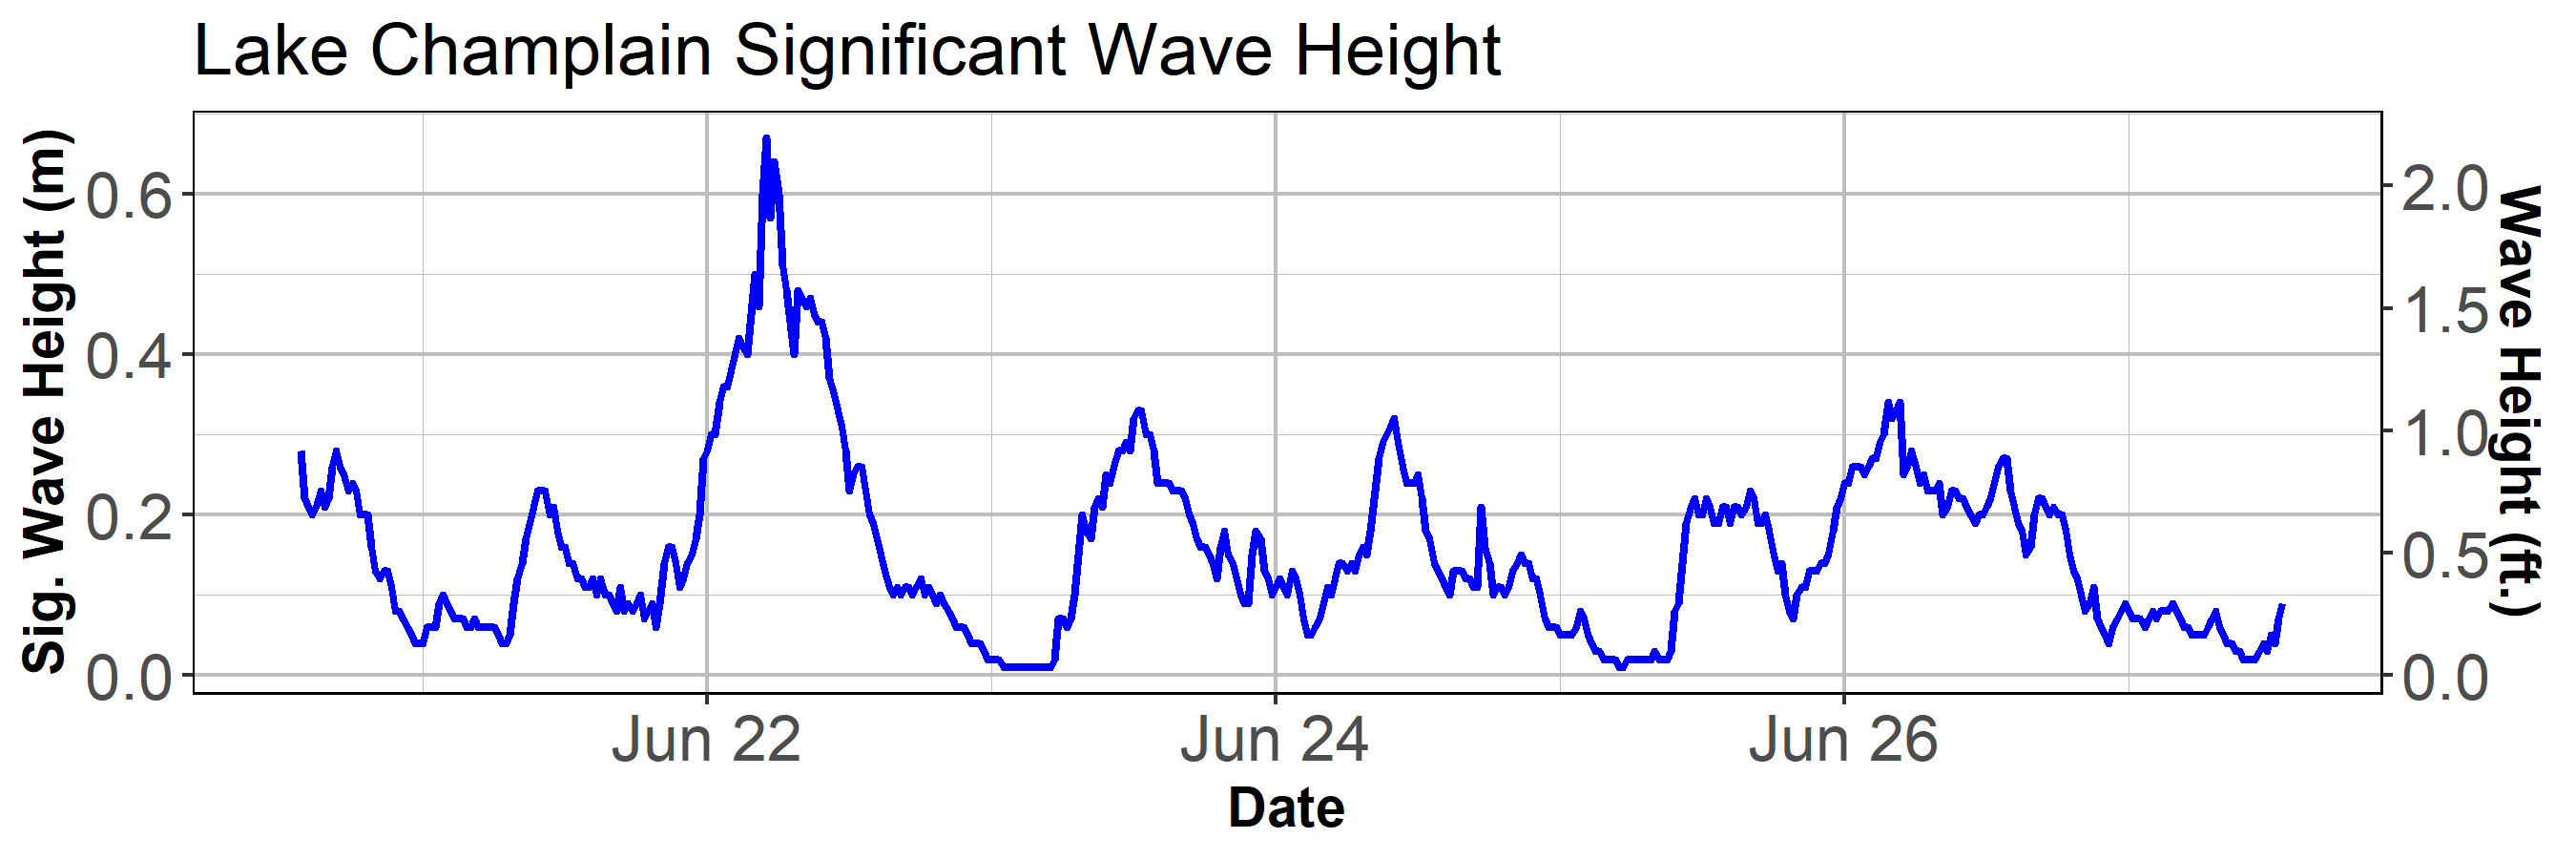 Lake Champlain Significant Wave Height
Sig. Wave Height (m)
0.6
0.4
0.2
0.0
2.0
1.5
1.0
0.5
0.0
Wave Height (ft.)
Jun 22
Jun 24
Jun 26
Date